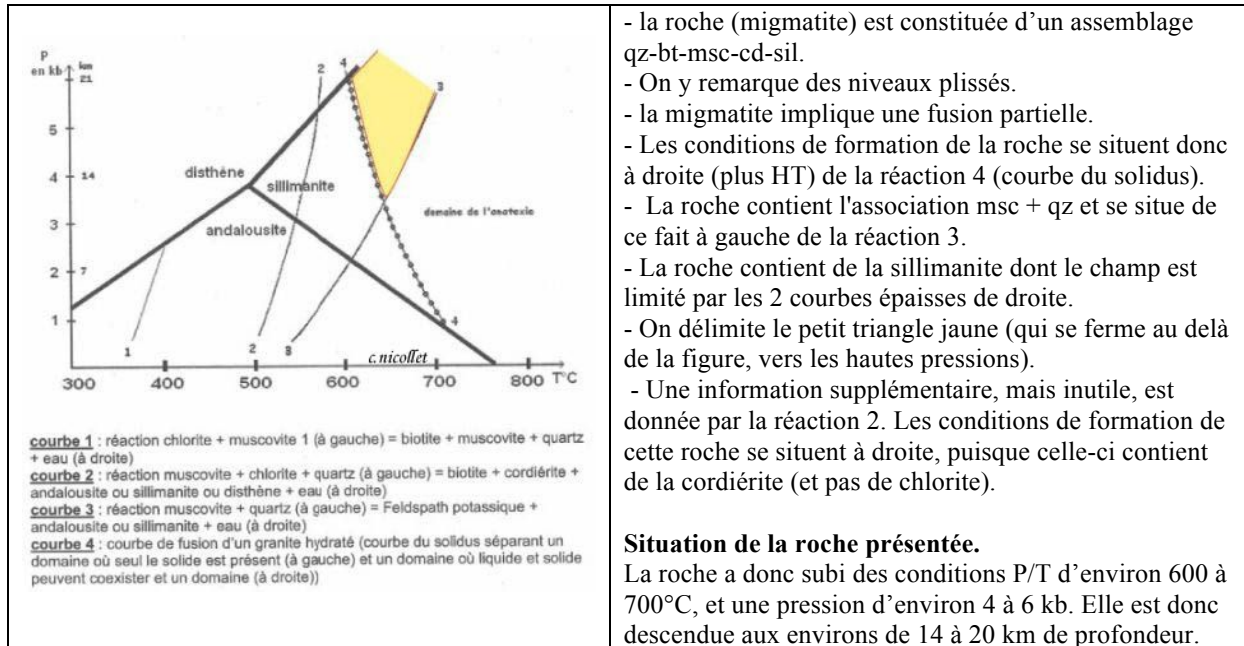 P
en kb
km
21
4
2
3
5
disthène
4
14
sillimanite
domaine de l'anatexie
andalousite
3
2
7
1
4
1
2
3
c.nicollet
300
400
500
600
700
800
T°C
courbe 1 : réaction chlorite + muscovite 1 (à gauche) = biotite + muscovite + quartz
+ eau (à droite)
courbe 2 : réaction muscovite + chlorite + quartz (à gauche) = biotite + cordiérite +
andalousite ou sillimanite ou disthène + eau (à droite)
courbe 3 : réaction muscovite + quartz (à gauche) = Feldspath potassique +
andalousite ou sillimanite + eau (à droite)
courbe 4 : courbe de fusion d'un granite hydraté (courbe du solidus séparant un
domaine où seul le solide est présent (à gauche) et un domaine où liquide et solide
peuvent coexister et un domaine (à droite))
- la roche (migmatite) est constituée d'un assemblage
qz-bt-msc-cd-sil.
- On y remarque des niveaux plissés.
- la migmatite implique une fusion partielle.
- Les conditions de formation de la roche se situent donc
à droite (plus HT) de la réaction 4 (courbe du solidus).
- La roche contient l'association msc + qz et se situe de
ce fait à gauche de la réaction 3.
- La roche contient de la sillimanite dont le champ est
limité par les 2 courbes épaisses de droite.
- On délimite le petit triangle jaune (qui se ferme au delà
de la figure, vers les hautes pressions).
- Une information supplémentaire, mais inutile, est
donnée par la réaction 2. Les conditions de formation de
cette roche se situent à droite, puisque celle-ci contient
de la cordiérite (et pas de chlorite).
Situation de la roche présentée.
La roche a donc subi des conditions P/T d'environ 600 à
700°C, et une pression d'environ 4 à 6 kb. Elle est donc
descendue aux environs de 14 à 20 km de profondeur.